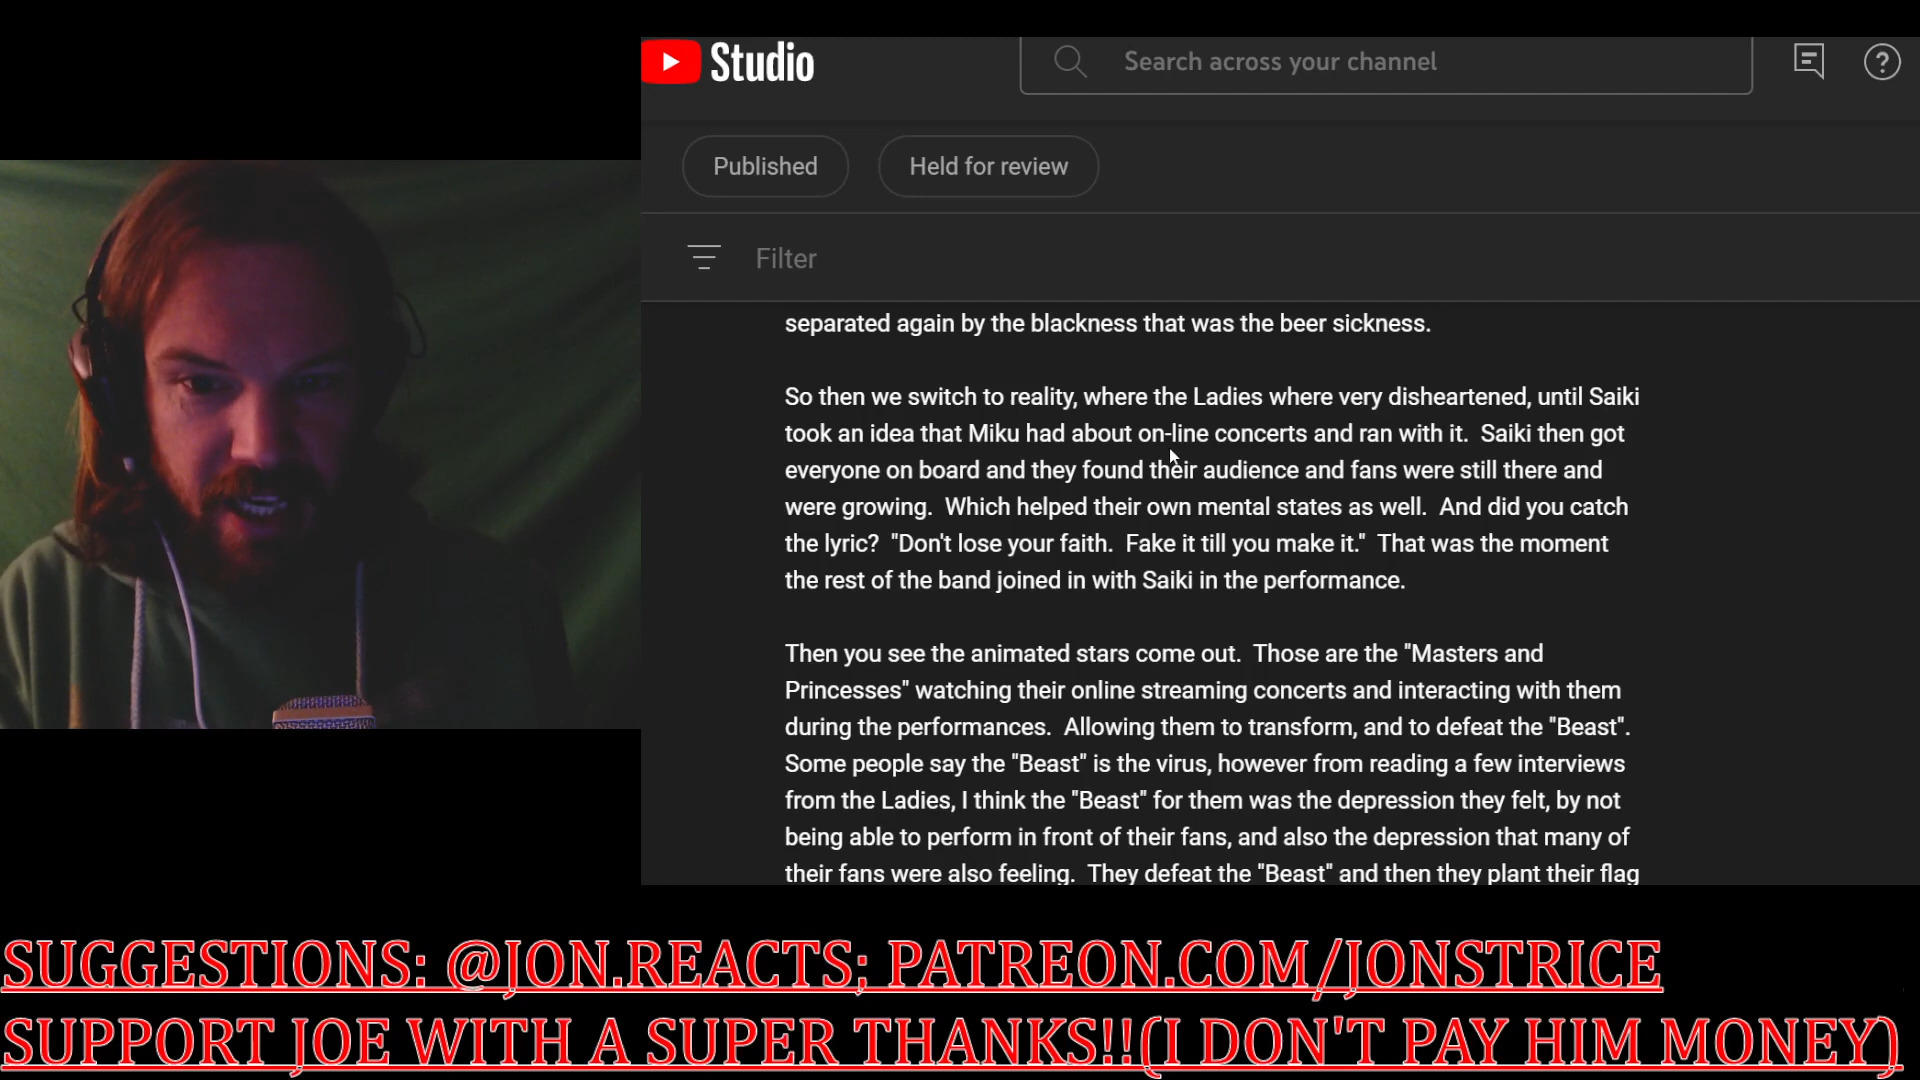 Studio
Search across your channel
?
Published
Held for review
Filter
separated again by the blackness that was the beer sickness.
So then we switch to reality, where the Ladies where very disheartened, until Saiki
took an idea that Miku had about on-line concerts and ran with it. Saiki then got
everyone on board and they found their audience and fans were still there and
were growing. Which helped their own mental states as well. And did you catch
the lyric? "Don't lose your faith. Fake it till you make it." That was the moment
the rest of the band joined in with Saiki in the performance.
Then you see the animated stars come out. Those are the "Masters and
Princesses" watching their online streaming concerts and interacting with them
during the performances. Allowing them to transform, and to defeat the "Beast".
Some people say the "Beast" is the virus, however from reading a few interviews
from the Ladies, I think the "Beast" for them was the depression they felt, by not
being able to perform in front of their fans, and also the depression that many of
their fans were also feeling. They defeat the "Beast" and then they plant their flag
SUGGESTIONS: @JON.REACTS; PATREON.COM/JONSTRICE
SUPPORT JOE WITH A SUPER THANKS!!(I DON'T PAY HIM MONEY)